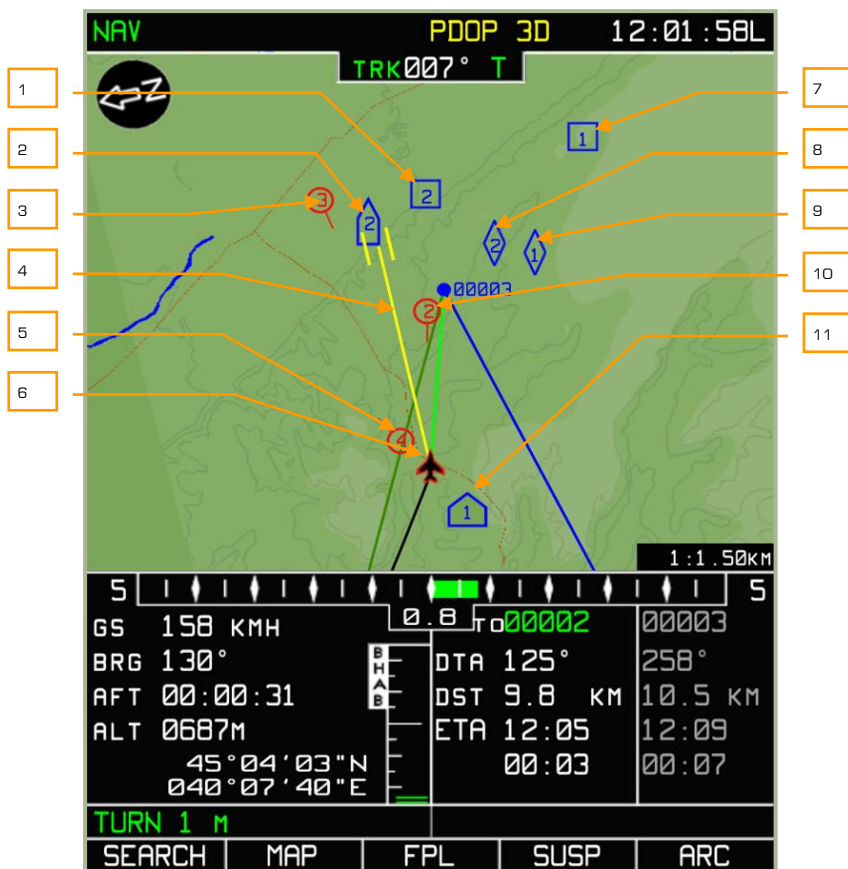 NAV PDOP 3D 12:01:58L
TRK007° T
N
1
2
3
4
5
6
7
8
9
10
11
1
2
3
2
2
1
00003
2
4
1
1:1.50KM
5 5
0.8
GS 158 KMH
BRG 130°
AFT 00:00:31
ALT 0687M
45°04'03"N
040°07'40"E
B
H
A
B
TO 00002
DTA 125°
DST 9.8 KM
ETA 12:05
00:03
00003
258°
10.5 KM
12:09
00:07
TURN 1 M
SEARCH MAP FPL SUSP ARC